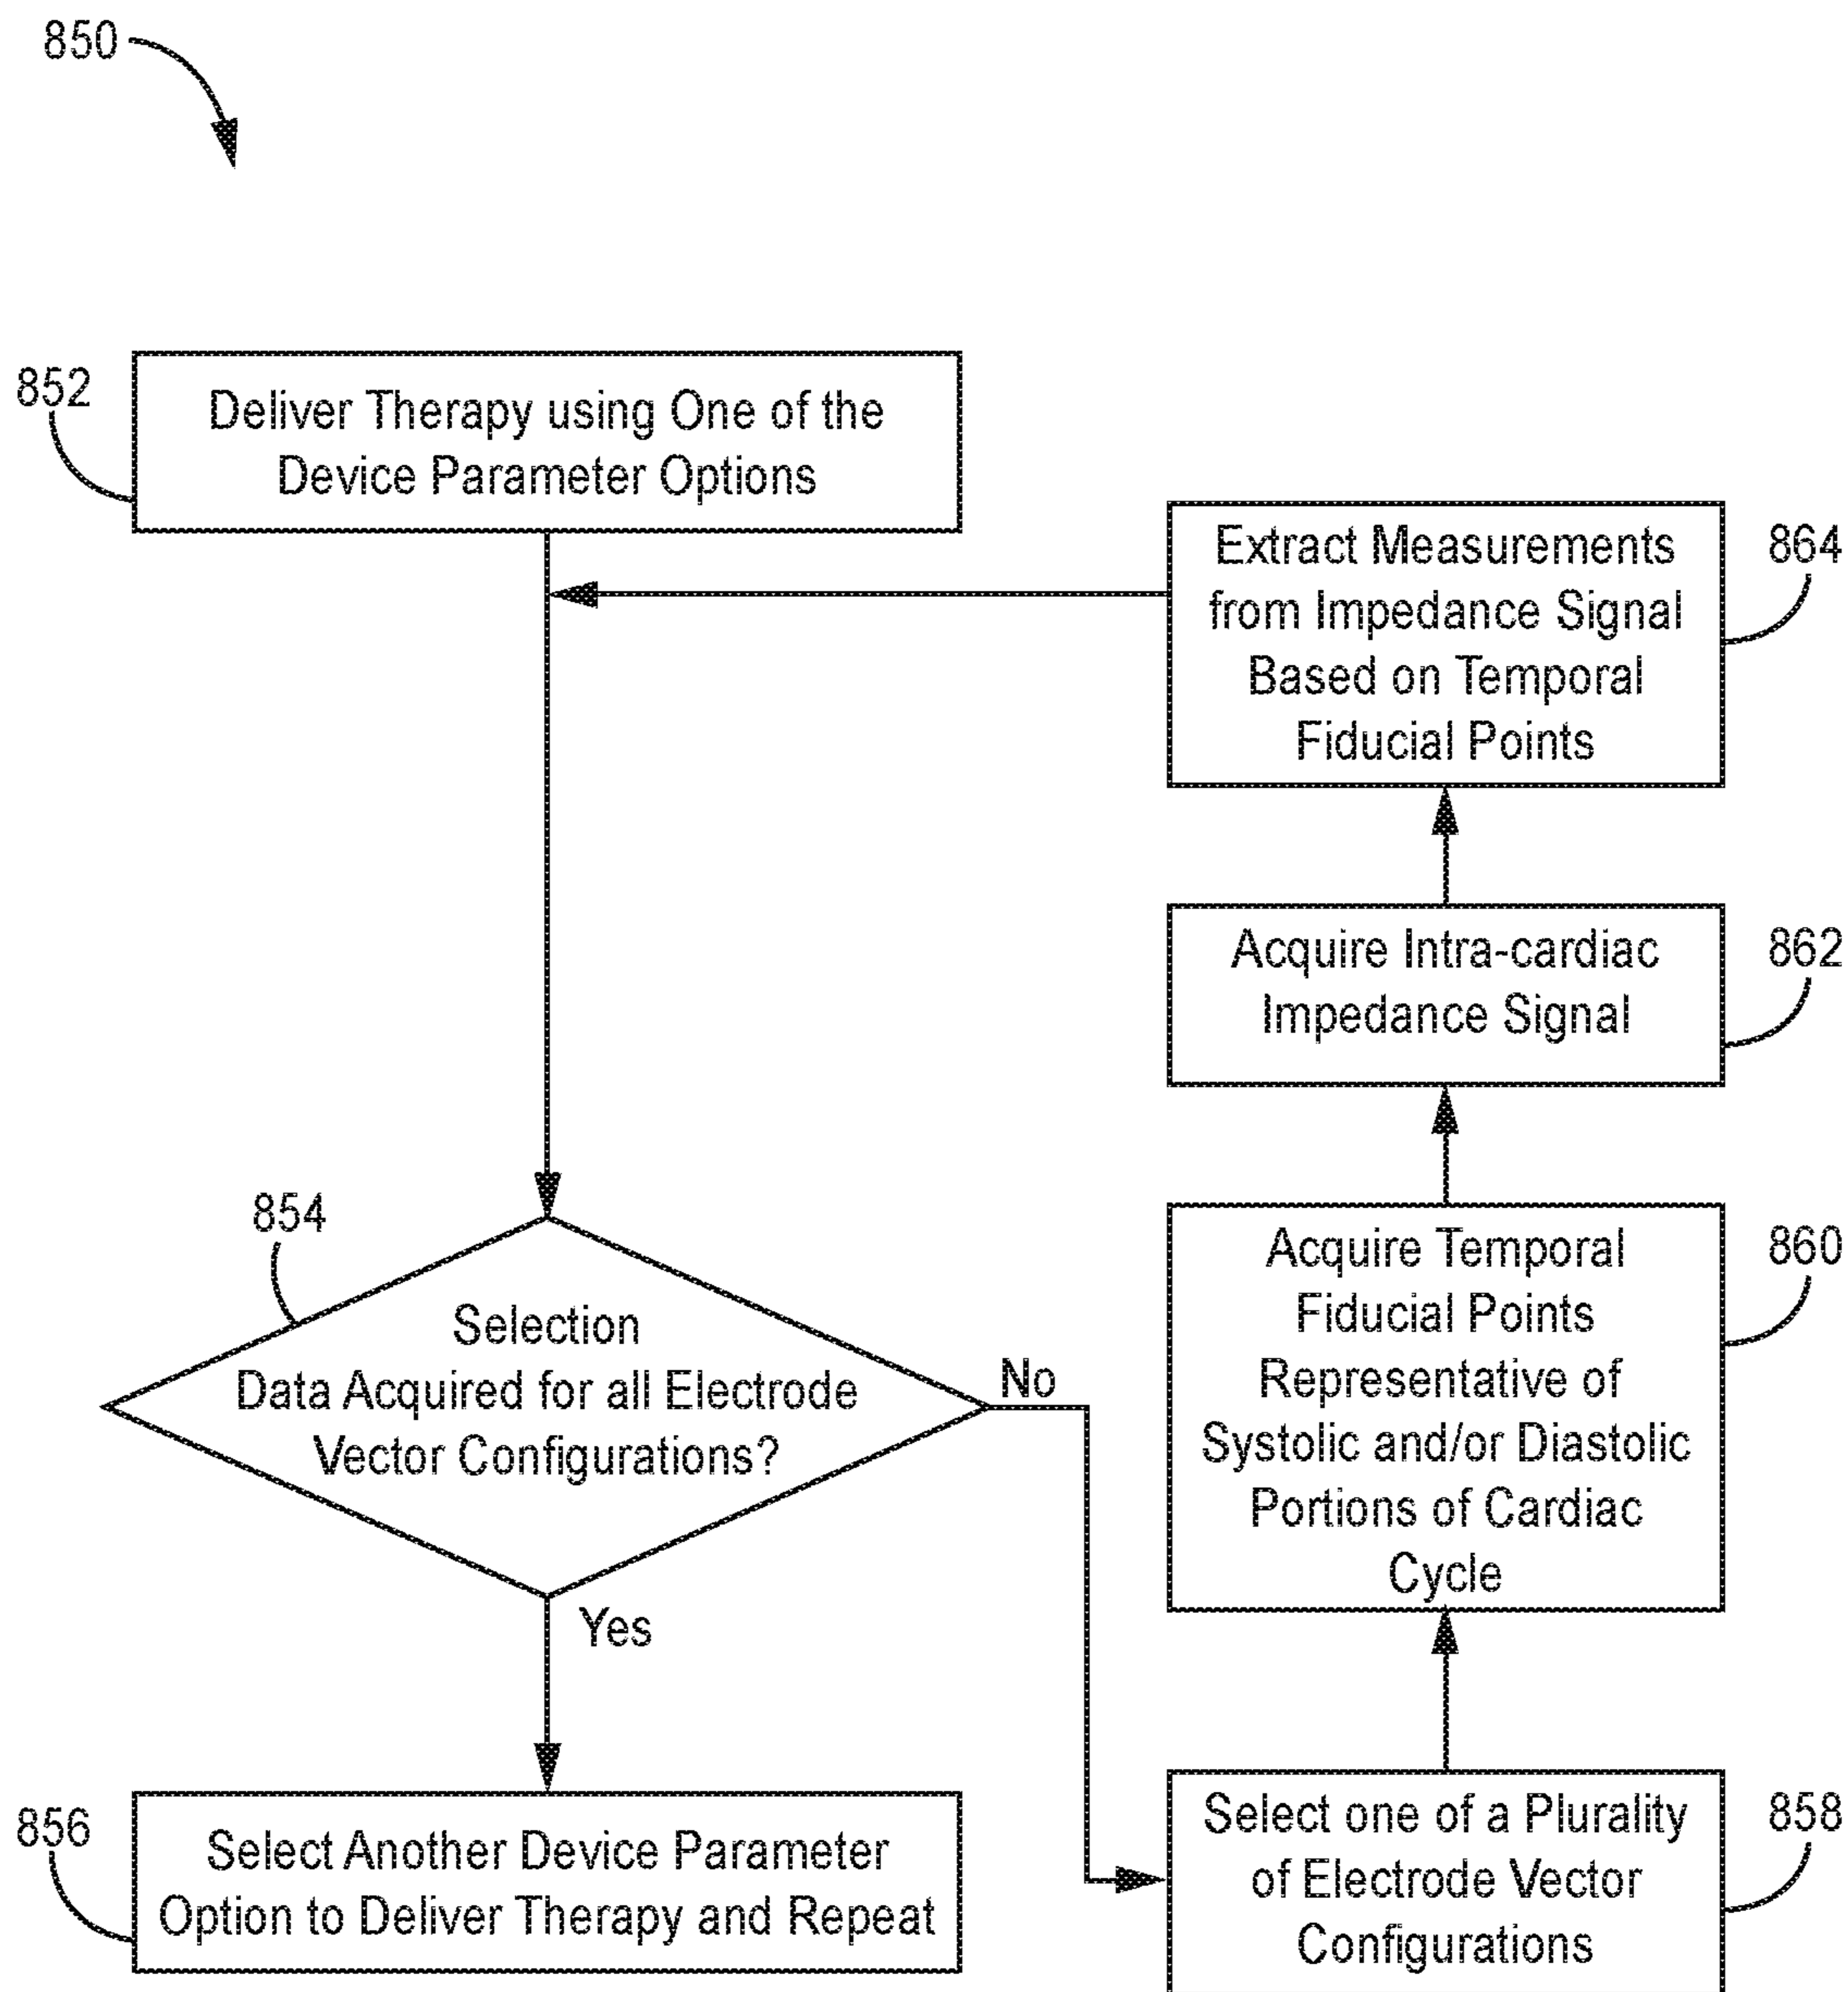 850
852
Deliver Therapy using One of the
Device Parameter Options
864
Extract Measurements
from Impedance Signal
Based on Temporal
Fiducial Points
862
Acquire Intra-cardiac
Impedance Signal
854
Selection
Data Acquired for all Electrode
Vector Configurations?
No
Yes
860
Acquire Temporal
Fiducial Points
Representative of
Systolic and/or Diastolic
Portions of Cardiac
Cycle
856
Select Another Device Parameter
Option to Deliver Therapy and Repeat
858
Select one of a Plurality
of Electrode Vector
Configurations